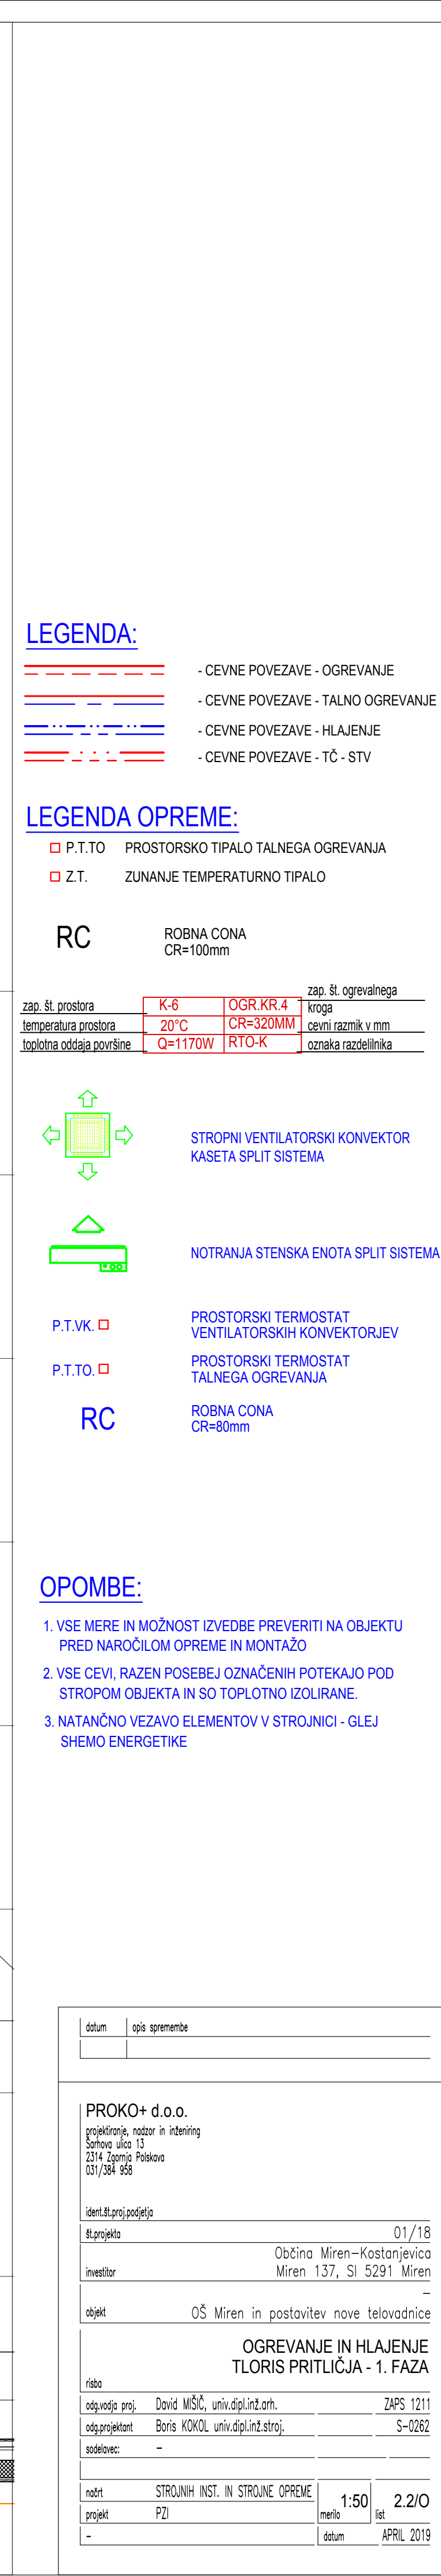 LEGENDA:
- CEVNE POVEZAVE - OGREVANJE
- CEVNE POVEZAVE - TALNO OGREVANJE
- CEVNE POVEZAVE - HLAJENJE
- CEVNE POVEZAVE - TČ - STV
LEGENDA OPREME:
P.T.TO PROSTORSKO TIPALO TALNEGA OGREVANJA
Z.T. ZUNANJE TEMPERATURNO TIPALO
RC ROBNA CONA
CR=100mm
zap. št. prostora K-6 OGR.KR.4 zap. št. ogrevalnega
kroga
temperatura prostora 20°C CR=320MM cevni razmik v mm
toplotna oddaja površine Q=1170W RTO-K oznaka razdelilnika
STROPNI VENTILATORSKI KONVEKTOR
KASETA SPLIT SISTEMA
NOTRANJA STENSKA ENOTA SPLIT SISTEMA
P.T.VK. PROSTORSKI TERMOSTAT
VENTILATORSKIH KONVEKTORJEV
P.T.TO. PROSTORSKI TERMOSTAT
TALNEGA OGREVANJA
RC ROBNA CONA
CR=80mm
OPOMBE:
1. VSE MERE IN MOŽNOST IZVEDBE PREVERITI NA OBJEKTU
PRED NAROČILOM OPREME IN MONTAŽO
2. VSE CEVI, RAZEN POSEBEJ OZNAČENIH POTEKAJO POD
STROPOM OBJEKTA IN SO TOPLOTNO IZOLIRANE.
3. NATANČNO VEZAVO ELEMENTOV V STROJNICI - GLEJ
SHEMO ENERGETIKE
datum opis spremembe
PROKO+ d.o.o.
projektiranje, nadzor in inženiring
Šarhova ulica 13
2314 Zgornja Polskava
031/384 958
ident.št.proj.podjetja
št.projekta 01/18
Občina Miren-Kostanjevica
investitor Miren 137, SI 5291 Miren
-
objekt OŠ Miren in postavitev nove telovadnice
OGREVANJE IN HLAJENJE
TLORIS PRITLIČJA - 1. FAZA
risba
odg.vodja proj. David MIŠIČ, univ.dipl.inž.arh. ZAPS 1211
odg.projektant Boris KOKOL univ.dipl.inž.stroj. S-0262
sodelavec: -
načrt STROJNIH INST. IN STROJNE OPREME
projekt PZI merilo 1:50 list 2.2/O
- datum APRIL 2019